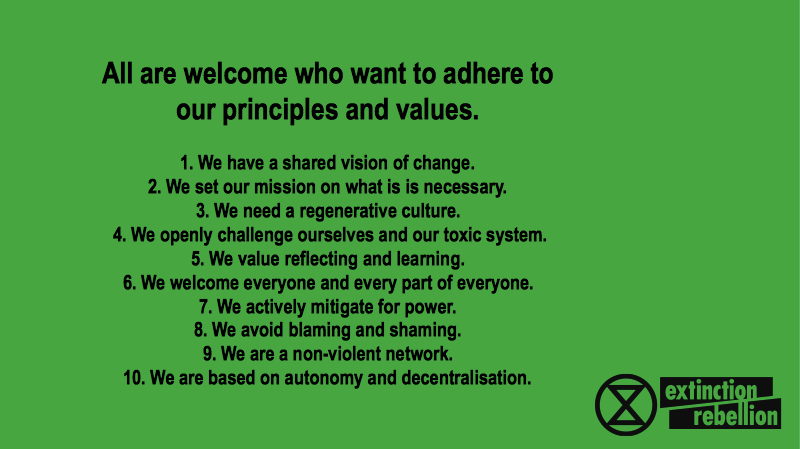 All are welcome who want to adhere to
our principles and values.
1. We have a shared vision of change.
2. We set our mission on what is is necessary.
3. We need a regenerative culture.
4. We openly challenge ourselves and our toxic system.
5. We value reflecting and learning.
6. We welcome everyone and every part of everyone.
7. We actively mitigate for power.
8. We avoid blaming and shaming.
9. We are a non-violent network.
10. We are based on autonomy and decentralisation.
extinction
rebellion